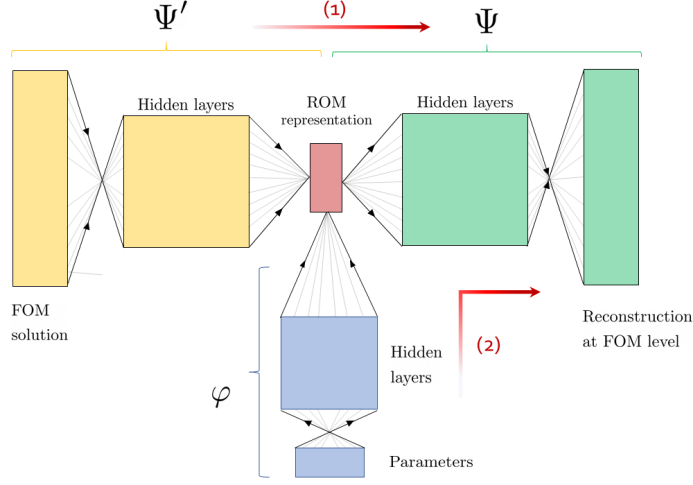 Ψ′
(1)
Ψ
Hidden layers
ROM
representation
Hidden layers
FOM
solution
(2)
Reconstruction
at FOM level
Hidden
layers
φ
Parameters